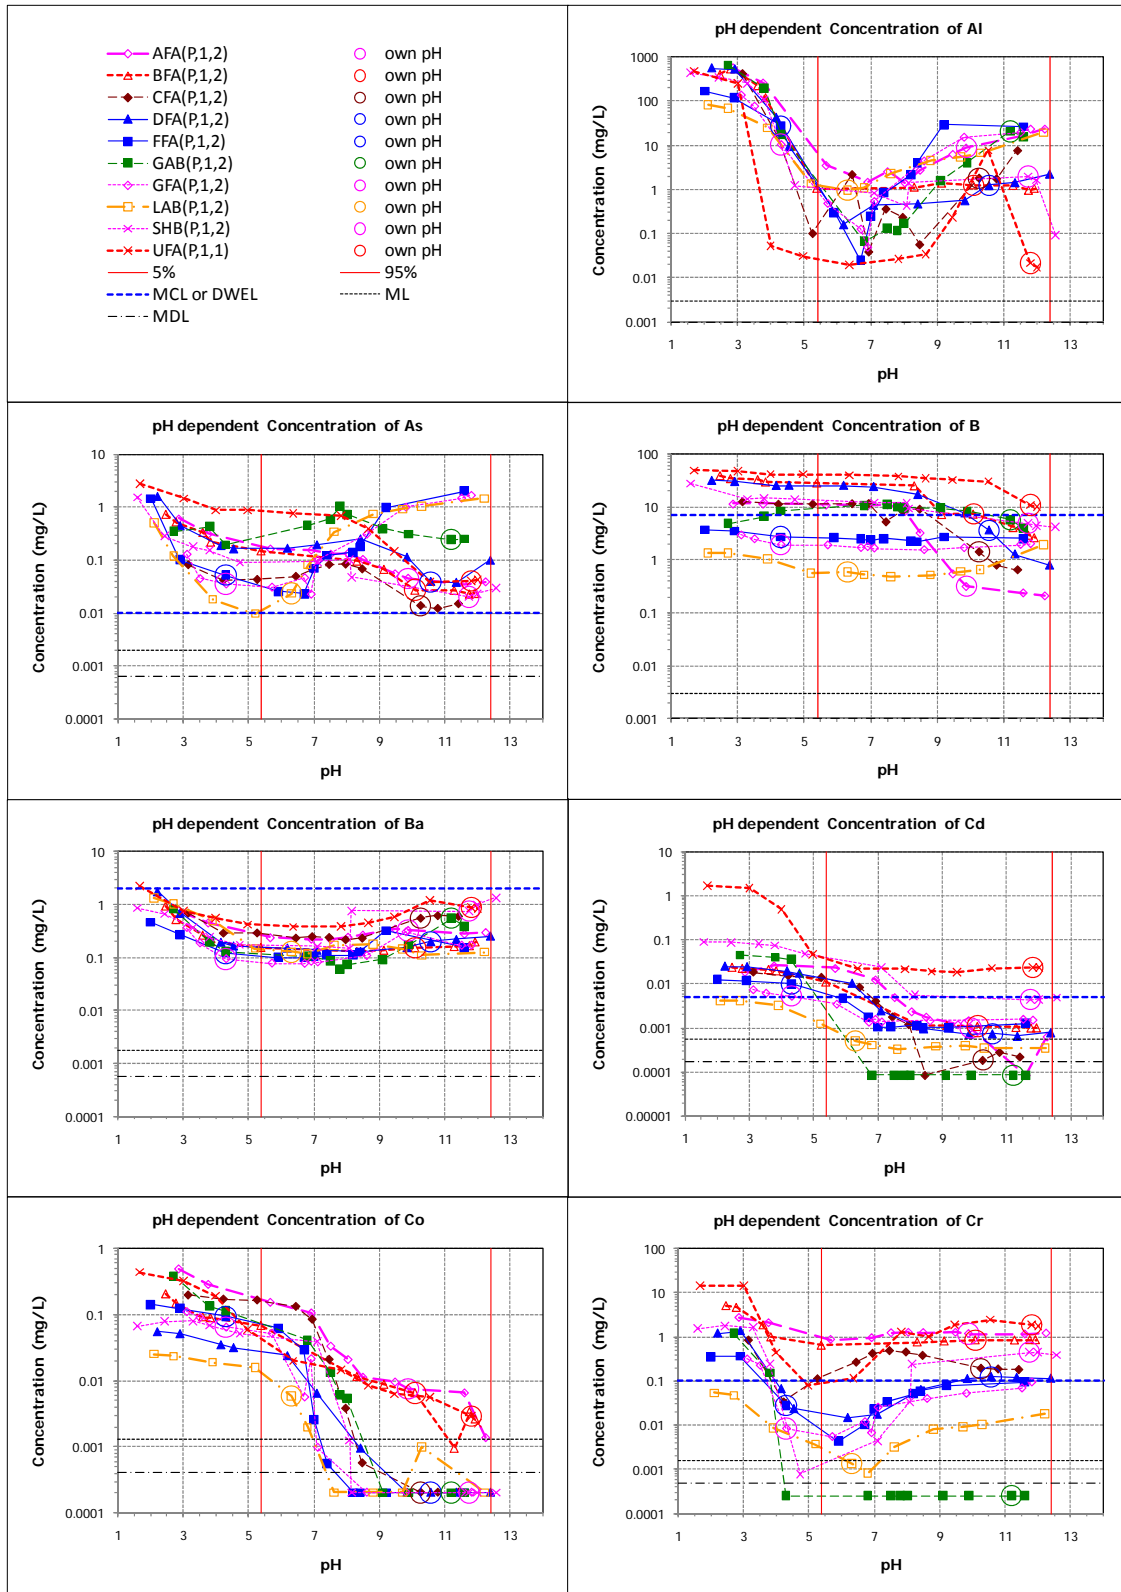 AFA(P,1,2) own pH
BFA(P,1,2) own pH
CFA(P,1,2) own pH
DFA(P,1,2) own pH
FFA(P,1,2) own pH
GAB(P,1,2) own pH
GFA(P,1,2) own pH
LAB(P,1,2) own pH
SHB(P,1,2) own pH
UFA(P,1,1) own pH
5% 95%
MCL or DWEL ML
MDL
pH dependent Concentration of Al
Concentration (mg/L)
1000
100
10
1
0.1
0.01
0.001
1 3 5 7 9 11 13
pH
pH dependent Concentration of As
Concentration (mg/L)
10
1
0.1
0.01
0.001
0.0001
1 3 5 7 9 11 13
pH
pH dependent Concentration of B
Concentration (mg/L)
100
10
1
0.1
0.01
0.001
1 3 5 7 9 11 13
pH
pH dependent Concentration of Ba
Concentration (mg/L)
10
1
0.1
0.01
0.001
0.0001
1 3 5 7 9 11 13
pH
pH dependent Concentration of Cd
Concentration (mg/L)
10
1
0.1
0.01
0.001
0.0001
0.00001
1 3 5 7 9 11 13
pH
pH dependent Concentration of Co
Concentration (mg/L)
1
0.1
0.01
0.001
0.0001
1 3 5 7 9 11 13
pH
pH dependent Concentration of Cr
Concentration (mg/L)
100
10
1
0.1
0.01
0.001
0.0001
1 3 5 7 9 11 13
pH